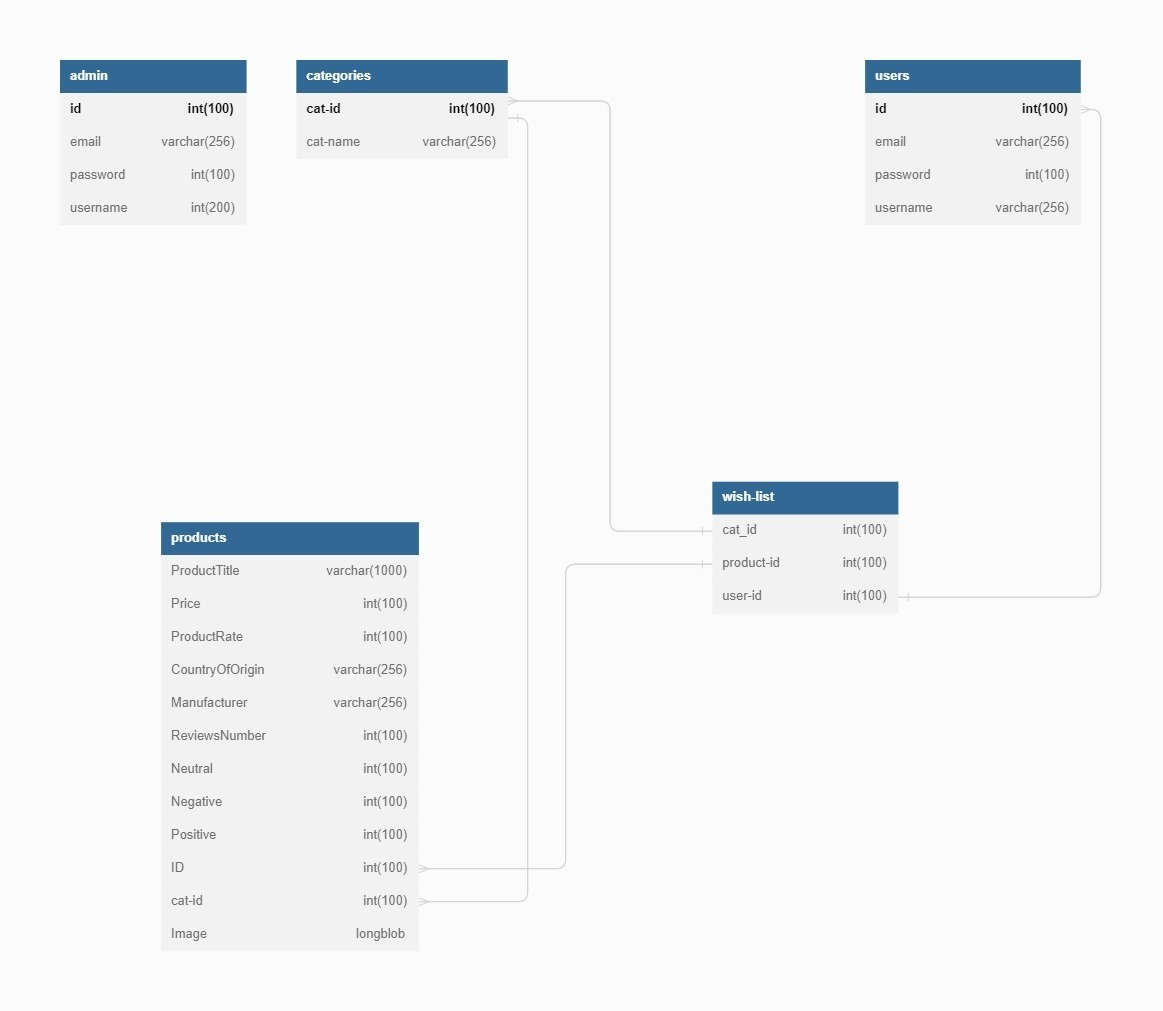 admin
id int(100)
email varchar(256)
password int(100)
username int(200)
categories
cat-id int(100)
cat-name varchar(256)
users
id int(100)
email varchar(256)
password int(100)
username varchar(256)
wish-list
cat_id int(100)
product-id int(100)
user-id int(100)
products
ProductTitle varchar(1000)
Price int(100)
ProductRate int(100)
CountryOfOrigin varchar(256)
Manufacturer varchar(256)
ReviewsNumber int(100)
Neutral int(100)
Negative int(100)
Positive int(100)
ID int(100)
cat-id int(100)
Image longblob